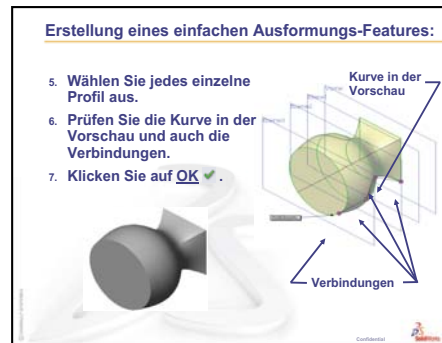 Erstellung eines einfachen Ausformungs-Features:
5. Wählen Sie jedes einzelne
Profil aus.
6. Prüfen Sie die Kurve in der
Vorschau und auch die
Verbindungen.
7. Klicken Sie auf OK ✔ .
Kurve in der
Vorschau
Verbindungen
Confidential
SolidWorks